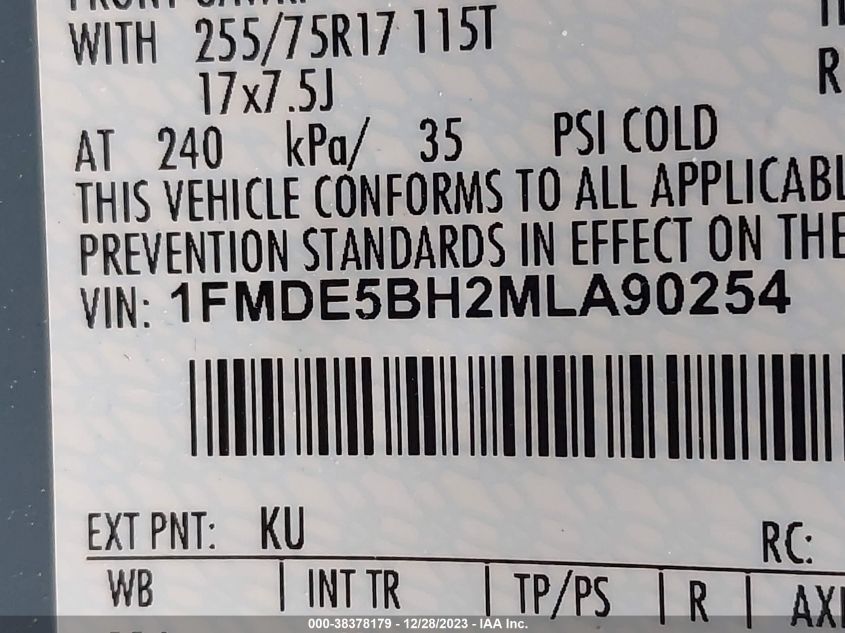 WITH 255/75R17 115T
17x7.5J
R
AT 240 kPa/ 35 PSI COLD
THIS VEHICLE CONFORMS TO ALL APPLICABL
PREVENTION STANDARDS IN EFFECT ON THE
VIN: 1FMDE5BH2MLA90254
EXT PNT: KU RC:
WB INT TR TP/PS R AX
000-38378179 - 12/28/2023 - IAA Inc.